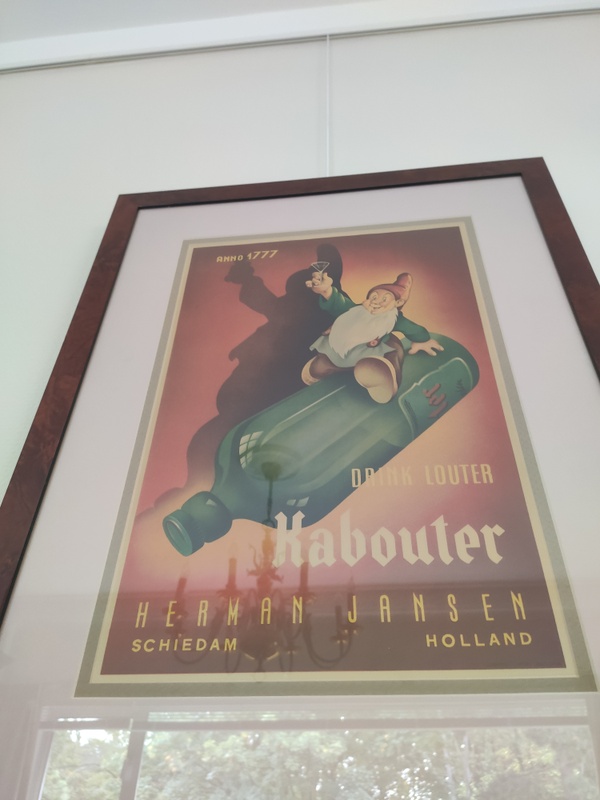 ANNO 1777
DRINK LOUTER
Kabouter
HERMAN JANSEN
SCHIEDAM HOLLAND